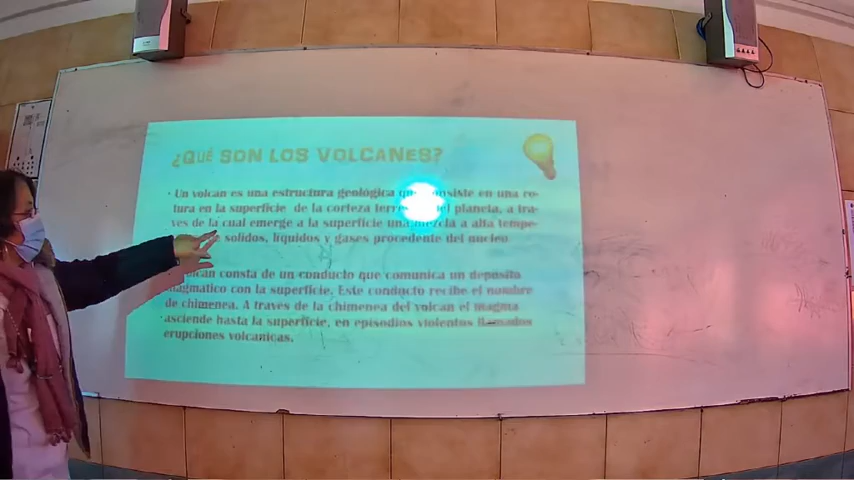 ¿QUÉ SON LOS VOLCANES?
· Un volcán es una estructura geológica que consiste en una ro-
tura en la superficie de la corteza del planeta, a tra-
ves de la cual emerge a la superficie una mezcla a alta tempe-
solidos, liquidos y gases procedente del nucleo.
consta de un conducto que comunica un deposito
magmatico con la superficie. Este conducto recibe el nombre
de chimenea. A través de la chimenea del volcan el magma
asciende hasta la superficie, en episodios violentos llamados
erupciones volcanicas.